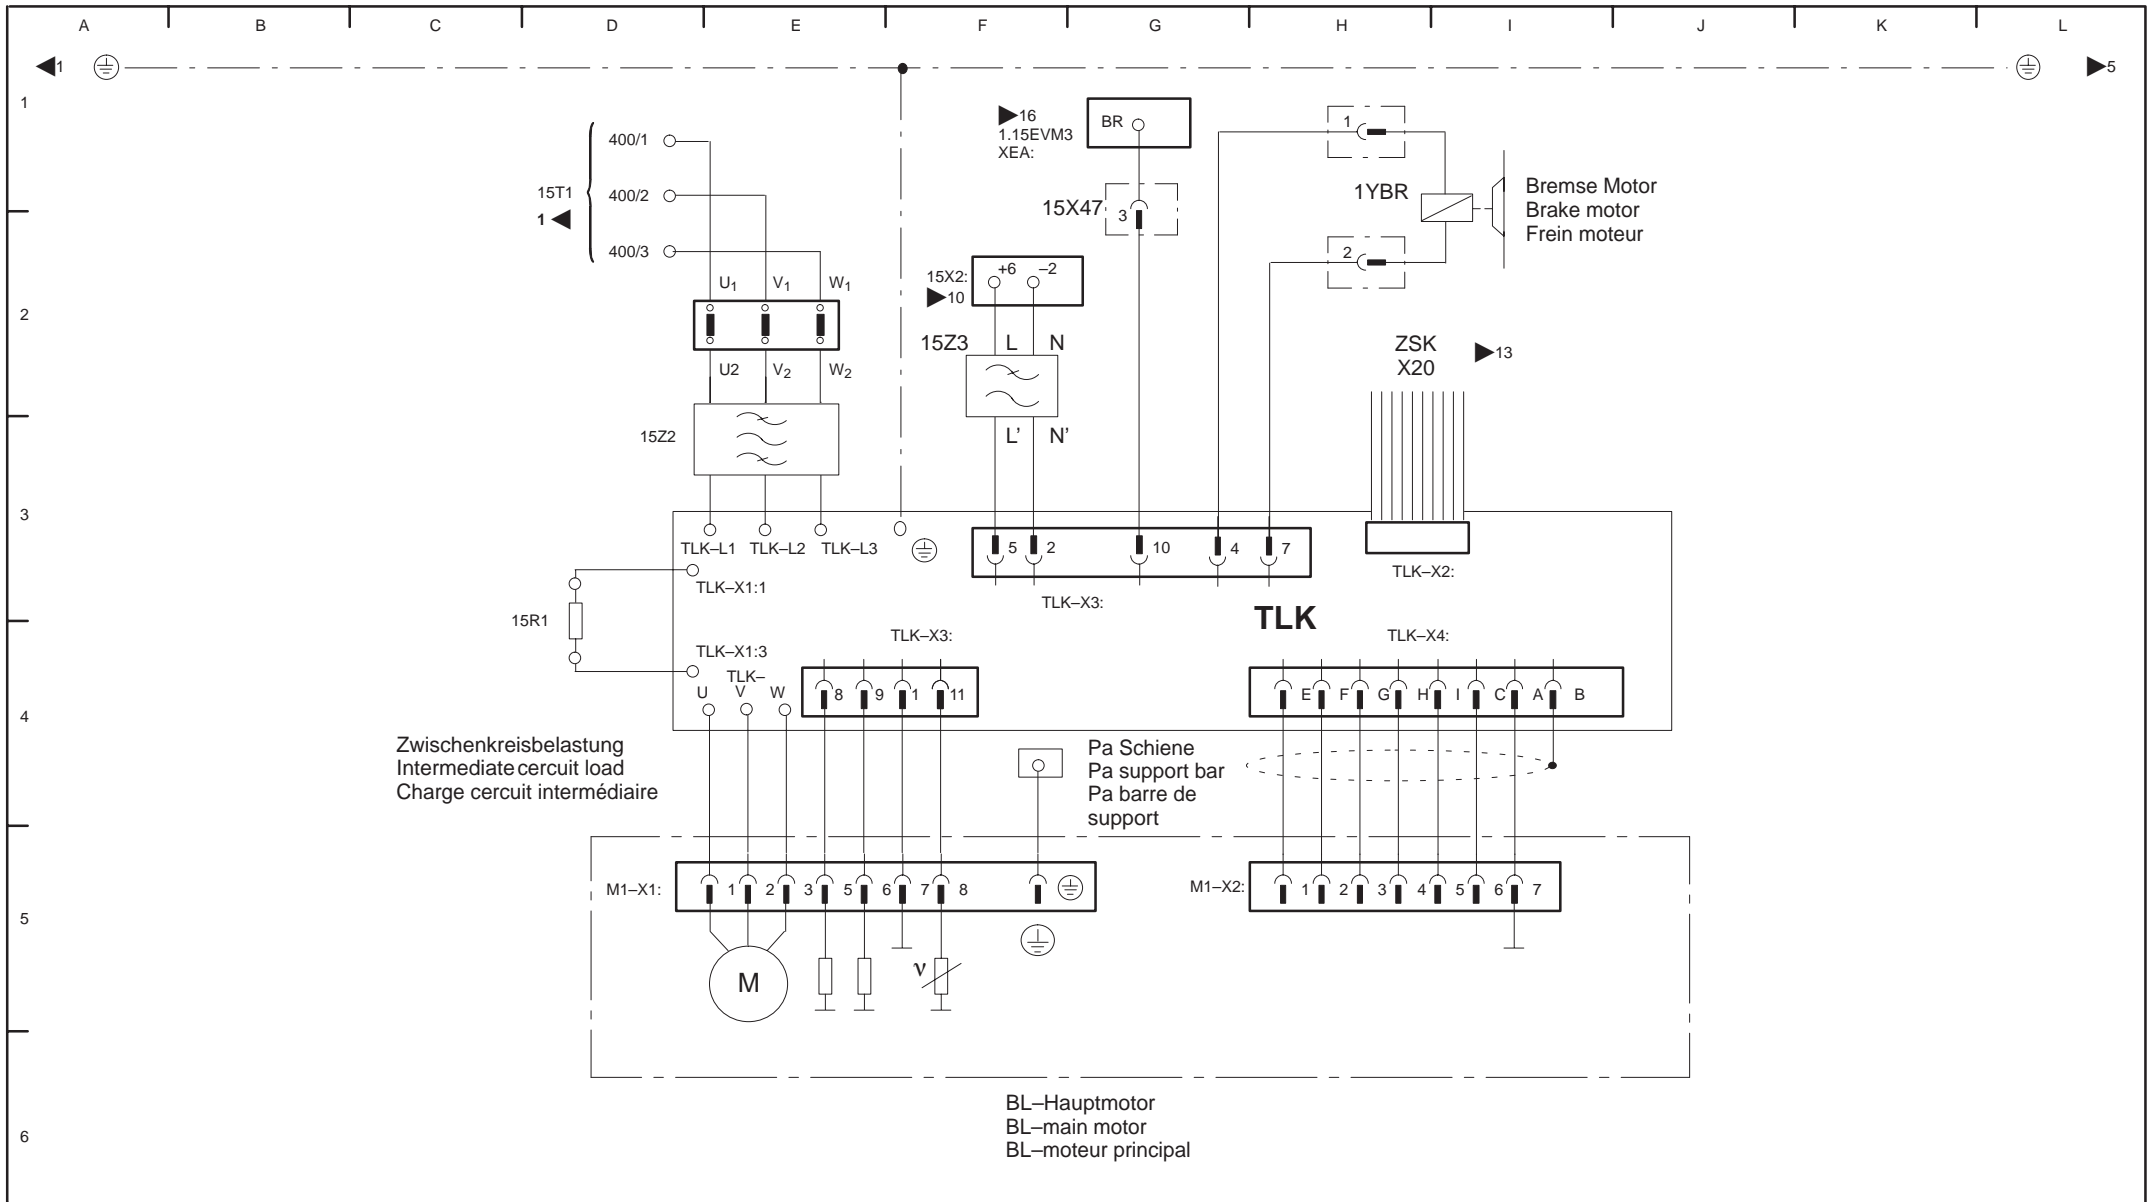 A B C D E F G H I J K L
1 5
1
16
1.15EVM3
XEA:
BR
400/1
400/2
400/3
15T1
1
15X47
3
1
1YBR
2
Bremse Motor
Brake motor
Frein moteur
15X2:
10
+6 –2
U1 V1 W1
2
U2 V2 W2
15Z3
L N
L' N'
ZSK
X20
13
15Z2
3
TLK–L1 TLK–L2 TLK–L3
5 2 10 4 7
TLK–X3:
TLK–X2:
TLK–X1:1
15R1
TLK
TLK–X3:
TLK–X4:
TLK–X1:3
TLK–
U V W
8 9 1 11
E F G H I C A B
4
Zwischenkreisbelastung
Intermediate cercuit load
Charge cercuit intermédiaire
Pa Schiene
Pa support bar
Pa barre de
support
M1–X1:
1 2 3 5 6 7 8
M1–X2:
1 2 3 4 5 6 7
5
M
ν
BL–Hauptmotor
BL–main motor
BL–moteur principal
6